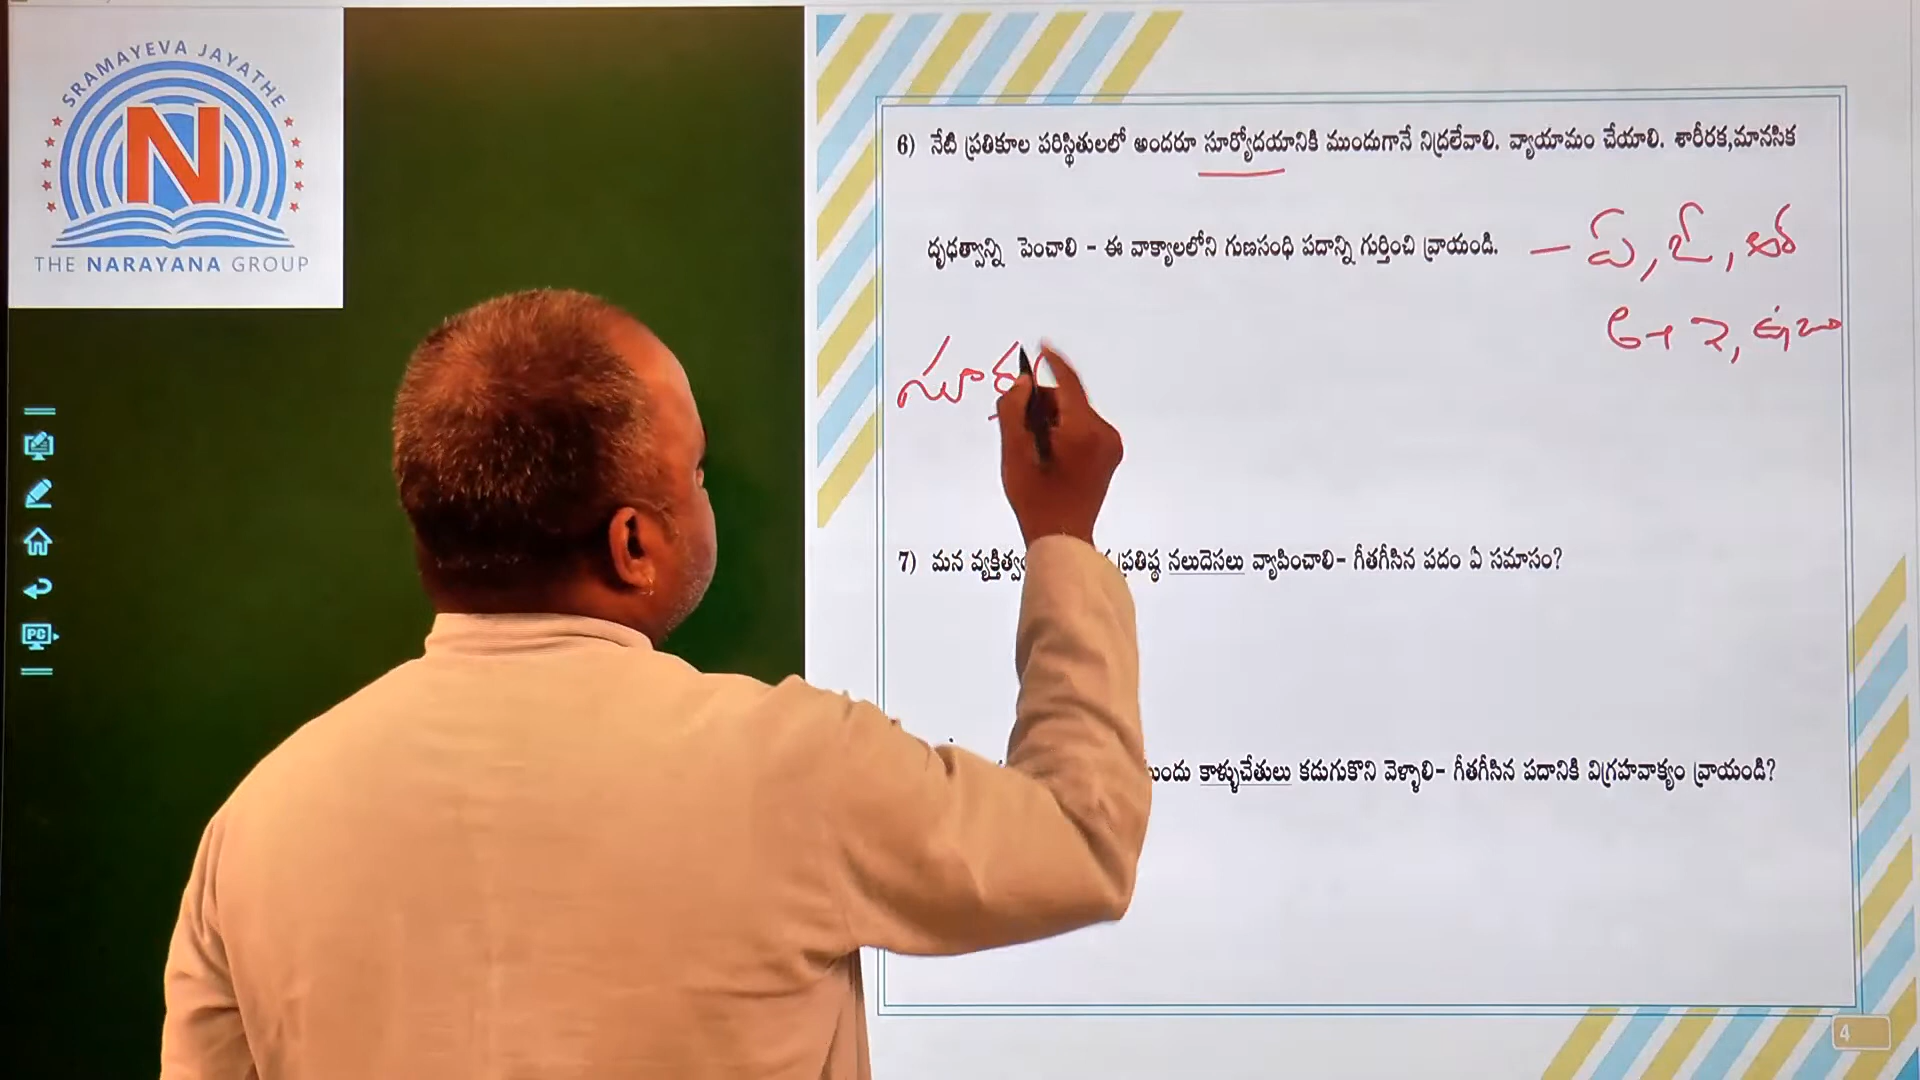 SRAMAYEVA JAYATHE
N
THE NARAYANA GROUP
PC
6) నేటి ప్రతికూల పరిస్థితులలో అందరూ సూర్యోదయానికి ముందుగానే నిద్రలేవాలి. వ్యాయామం చేయాలి. శారీరక,మానసిక
దృఢత్వాన్ని పెంచాలి - ఈ వాక్యాలలోని గుణసంధి పదాన్ని గుర్తించి వ్రాయండి. - ఏ, ఓ, అర్
సూర్య
7) మన ప్రతిష్ఠ నలుదెసలు వ్యాపించాలి- గీతగీసిన పదం ఏ సమాసం?
కాళ్ళుచేతులు కడుగుకొని వెళ్ళాలి- గీతగీసిన పదానికి విగ్రహవాక్యం వ్రాయండి?
4